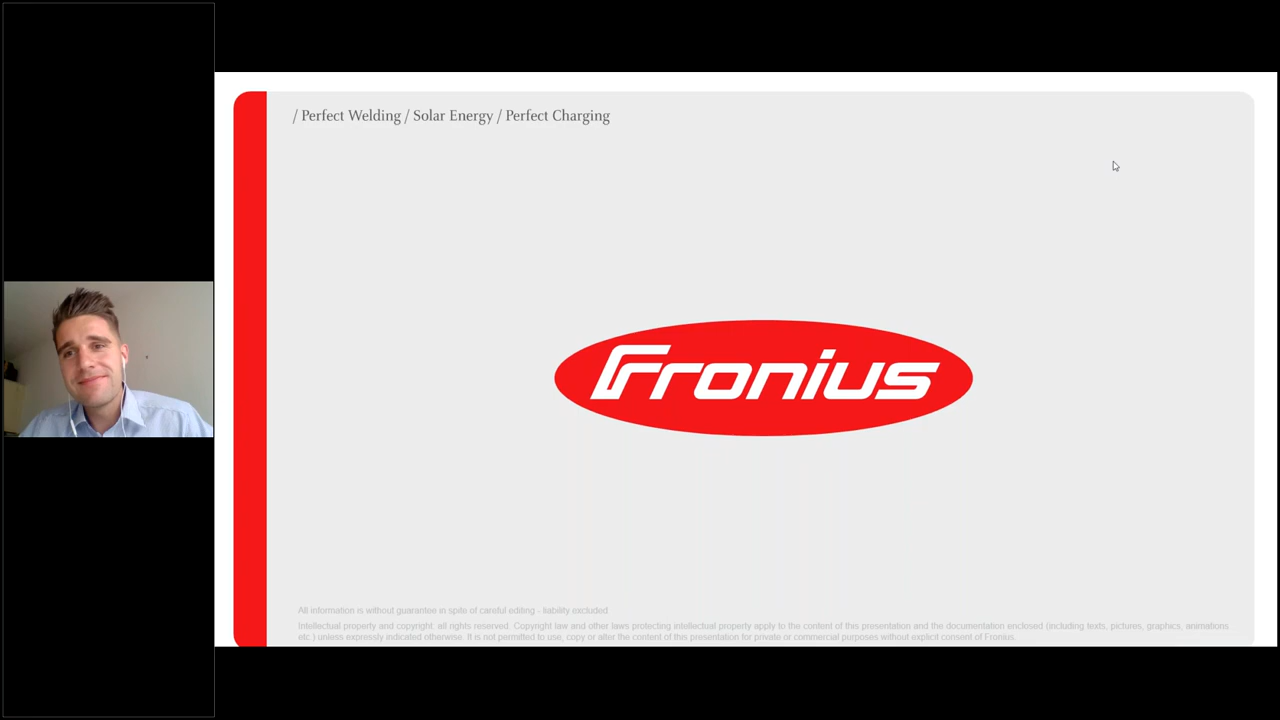 / Perfect Welding / Solar Energy / Perfect Charging
Fronius
All information is without guarantee in spite of careful editing - liability excluded
Intellectual property and copyright: all rights reserved. Copyright law and other laws protecting intellectual property apply to the content of this presentation and the documentation enclosed (including texts, pictures, graphics, animations
etc.) unless expressly indicated otherwise. It is not permitted to use, copy or alter the content of this presentation for private or commercial purposes without explicit consent of Fronius.